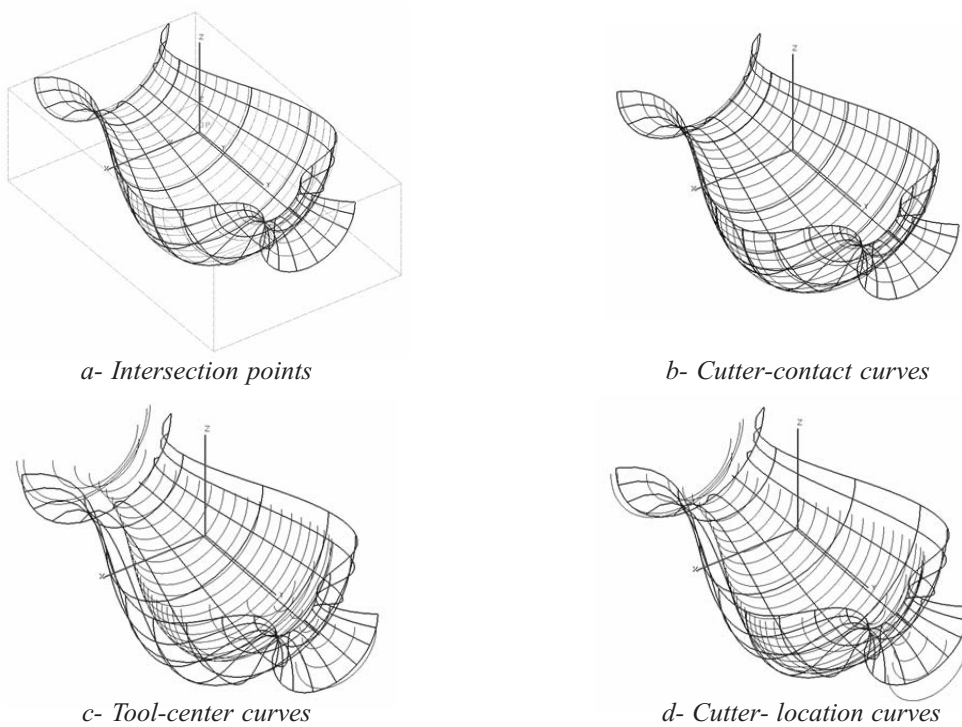 Z
X
Y
a- Intersection points
Z
X
Y
b- Cutter-contact curves
Z
X
Y
c- Tool-center curves
Z
X
Y
d- Cutter- location curves